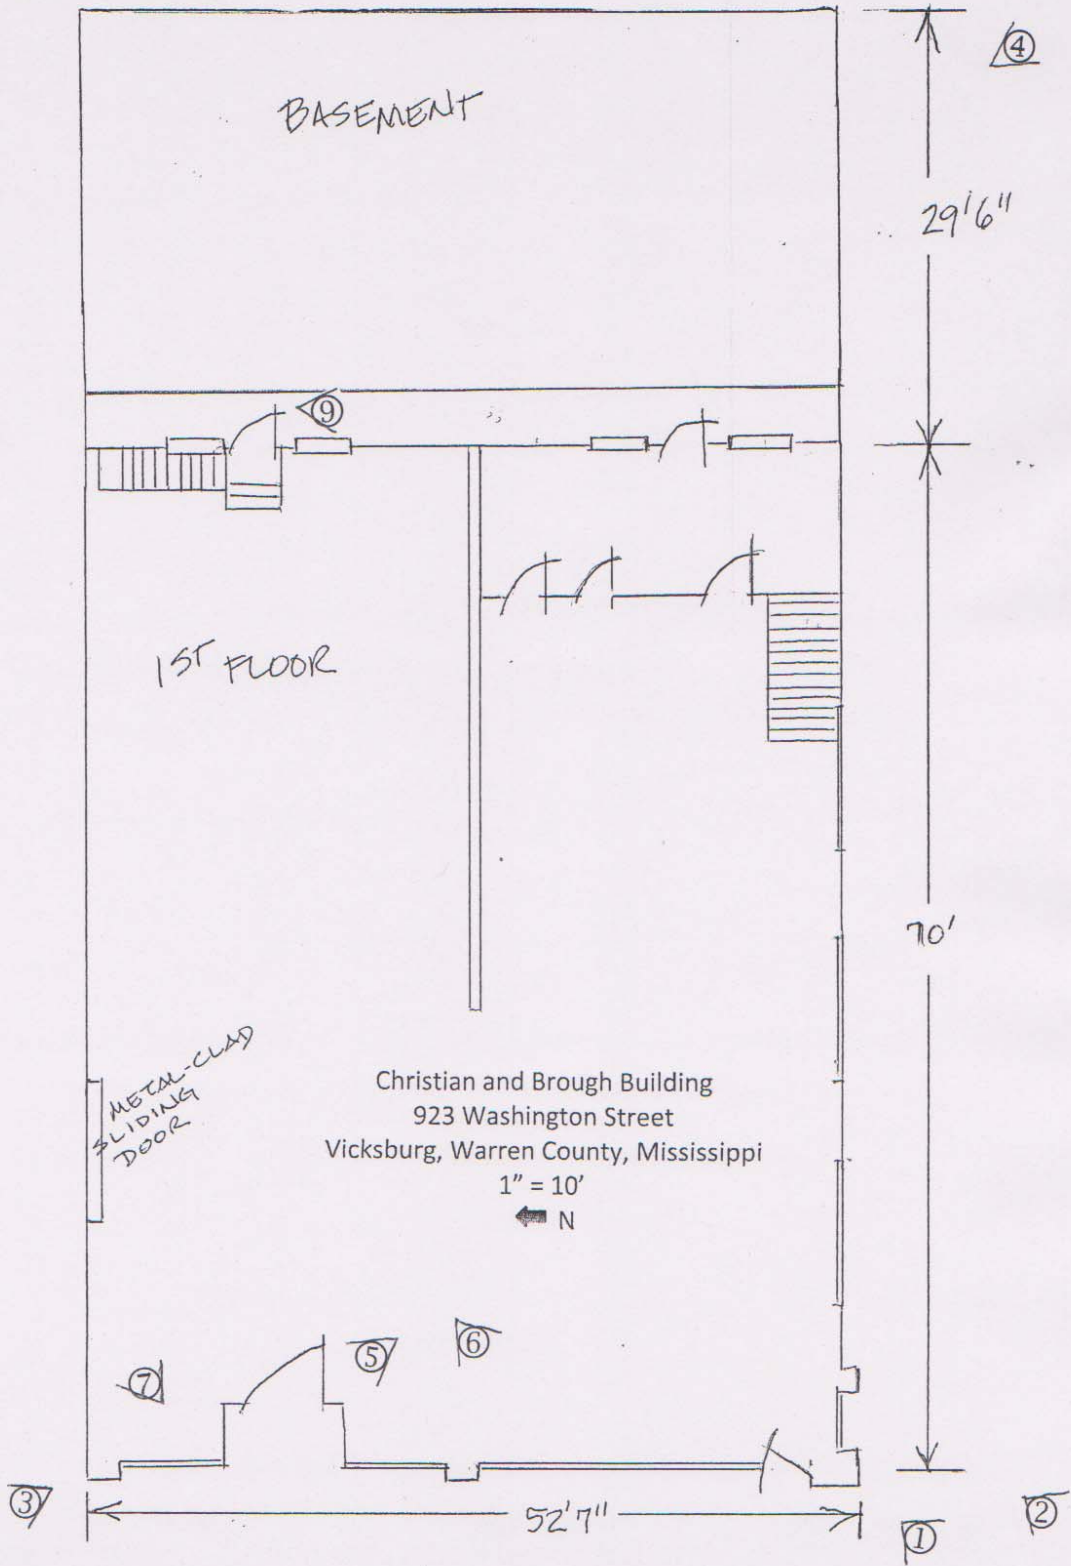 ④
BASEMENT
29'6"
⑨
1ST FLOOR
70'
METAL-CLAD
SLIDING
DOOR
Christian and Brough Building
923 Washington Street
Vicksburg, Warren County, Mississippi
1” = 10’
N
⑥
⑤
⑦
③
52'7"
②
①